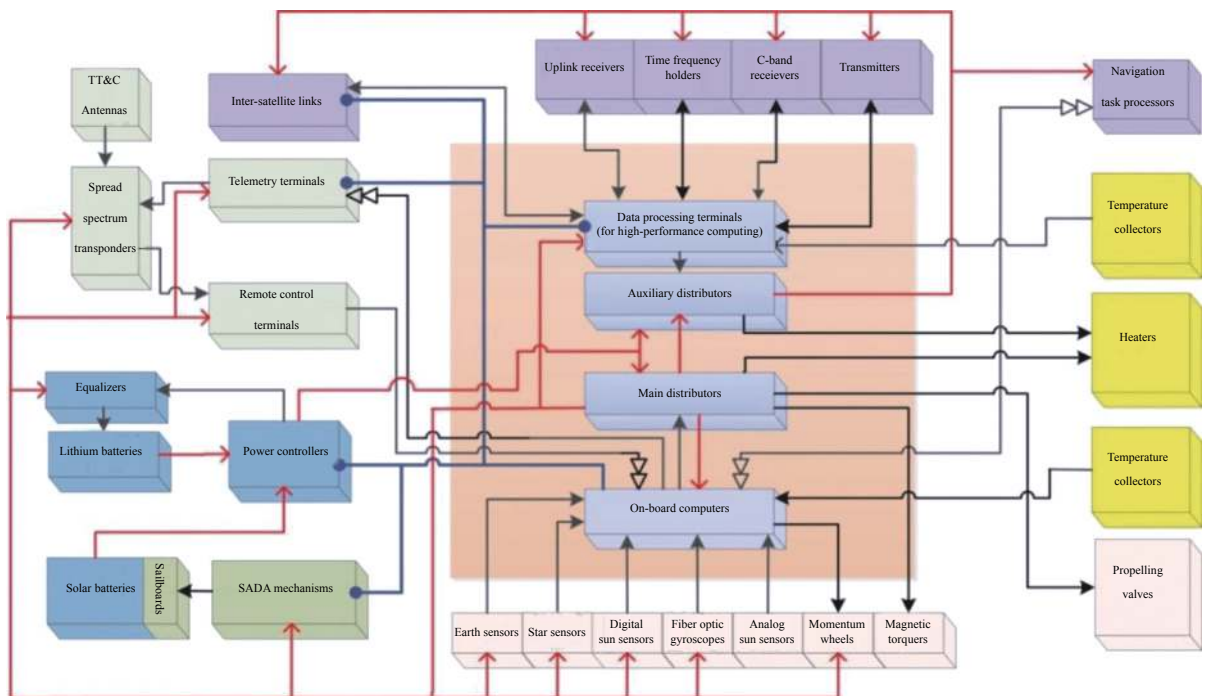 Uplink receivers
Time frequency
holders
C-band
receievers
Transmitters
Navigation
task processors
TT&C
Antennas
Inter-satellite links
Spread
spectrum
transponders
Telemetry terminals
Data processing terminals
(for high-performance computing)
Temperature
collectors
Remote control
terminals
Auxiliary distributors
Heaters
Equalizers
Main distributors
Lithium batteries
Power controllers
Temperature
collectors
On-board computers
Solar batteries
Sailboards
SADA mechanisms
Propelling
valves
Earth sensors
Star sensors
Digital
sun sensors
Fiber optic
gyroscopes
Analog
sun sensors
Momentum
wheels
Magnetic
torquers